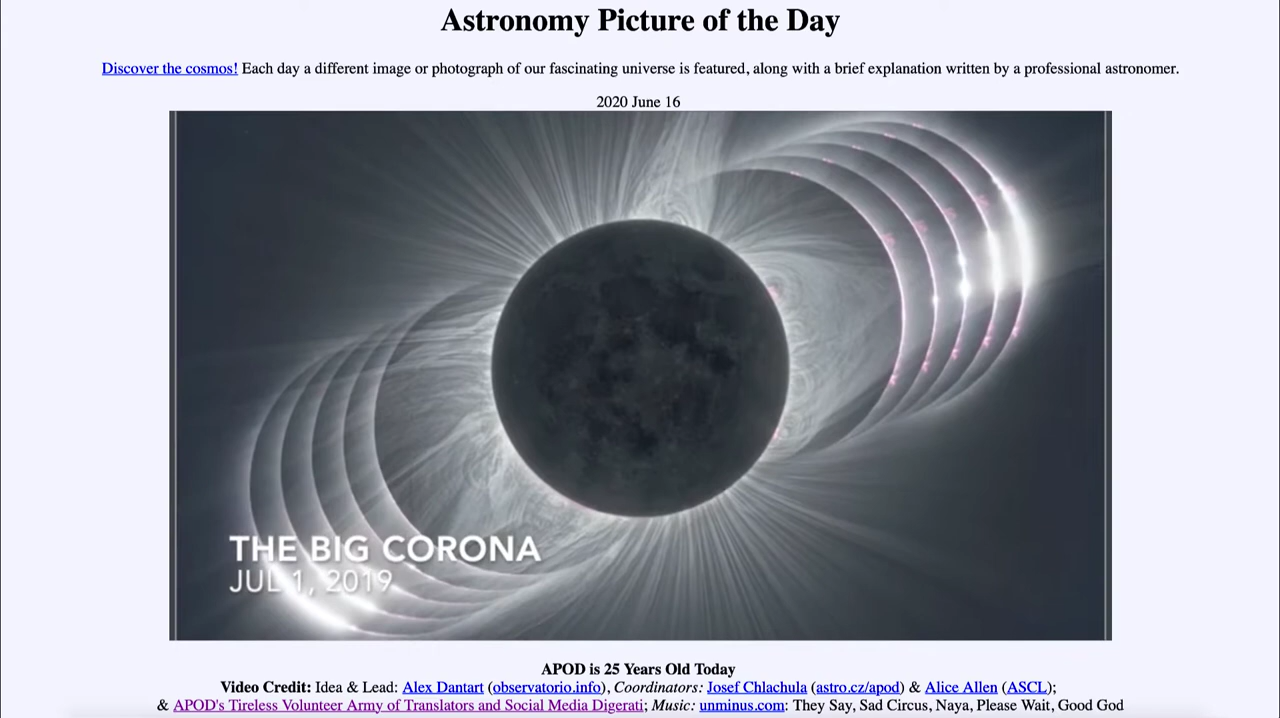 Astronomy Picture of the Day
Discover the cosmos! Each day a different image or photograph of our fascinating universe is featured, along with a brief explanation written by a professional astronomer.
2020 June 16
THE BIG CORONA
JUL 1, 2019
APOD is 25 Years Old Today
Video Credit: Idea & Lead: Alex Dantart (observatorio.info), Coordinators: Josef Chlachula (astro.cz/apod) & Alice Allen (ASCL);
& APOD's Tireless Volunteer Army of Translators and Social Media Digerati; Music: unminus.com: They Say, Sad Circus, Naya, Please Wait, Good God